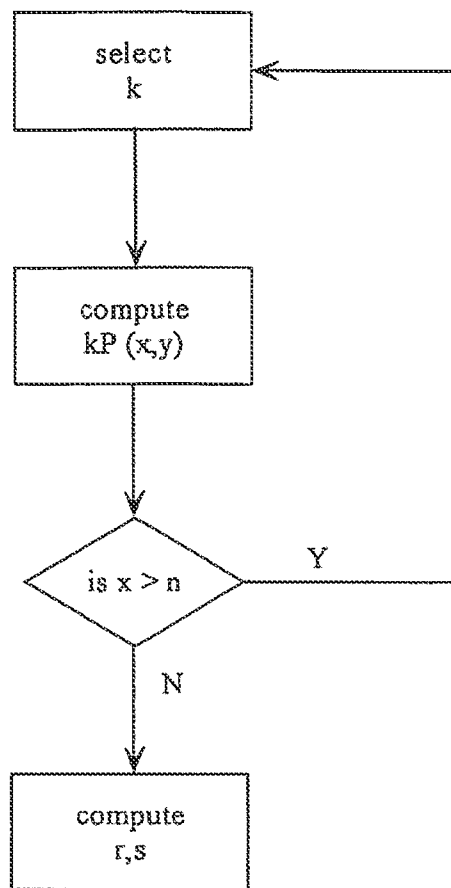 select
k
compute
kP (x,y)
is x > n
Y
N
compute
r,s